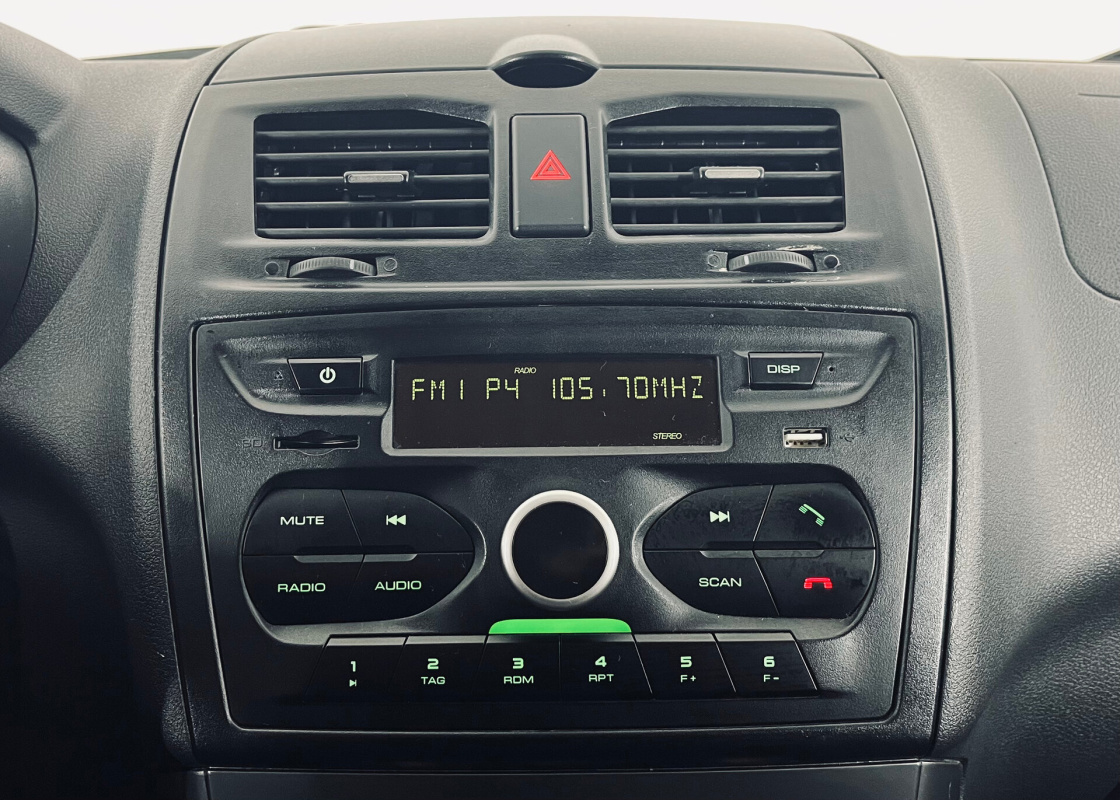 RADIO
FM1 P4 105.70MHZ
STEREO
DISP
SD
MUTE
RADIO
AUDIO
SCAN
1
2
TAG
3
RDM
4
RPT
5
F+
6
F-